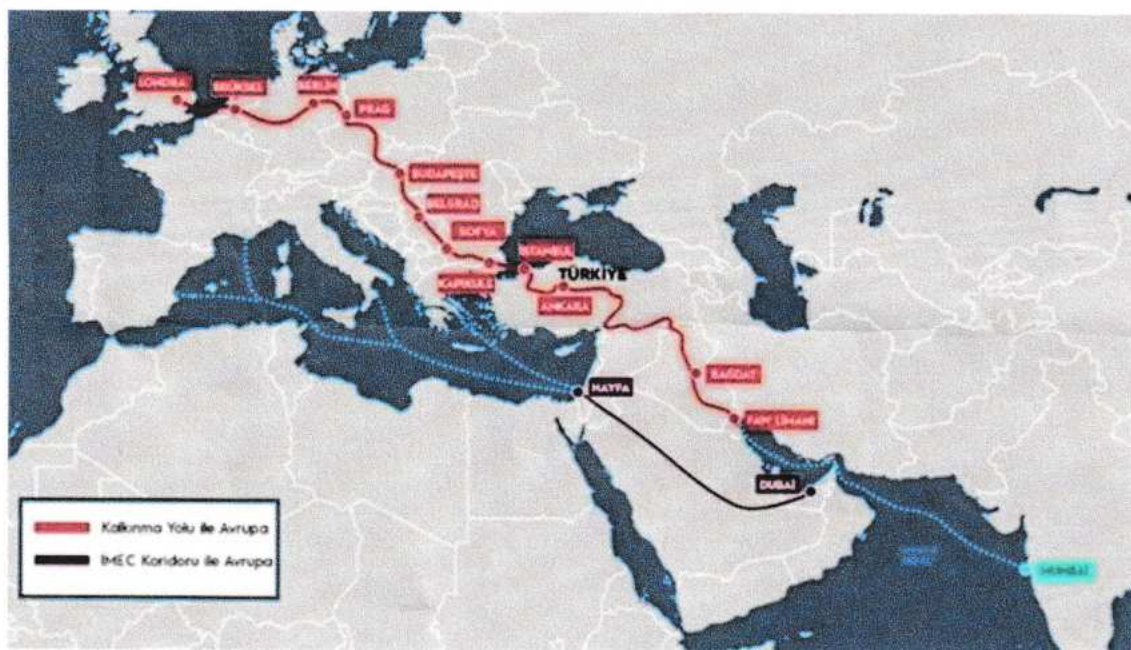 LONDRA
BRÜKSEL
BERLİN
PRAG
BUDAPEŞTE
BELGRAD
SOFYA
İSTANBUL
KAPIKULE
TÜRKİYE
ANKARA
BAĞDAT
HAYFA
FAW LİMANI
DUBAİ
MUMBAİ
Kalkınma Yolu ile Avrupa
IMEC Koridoru ile Avrupa